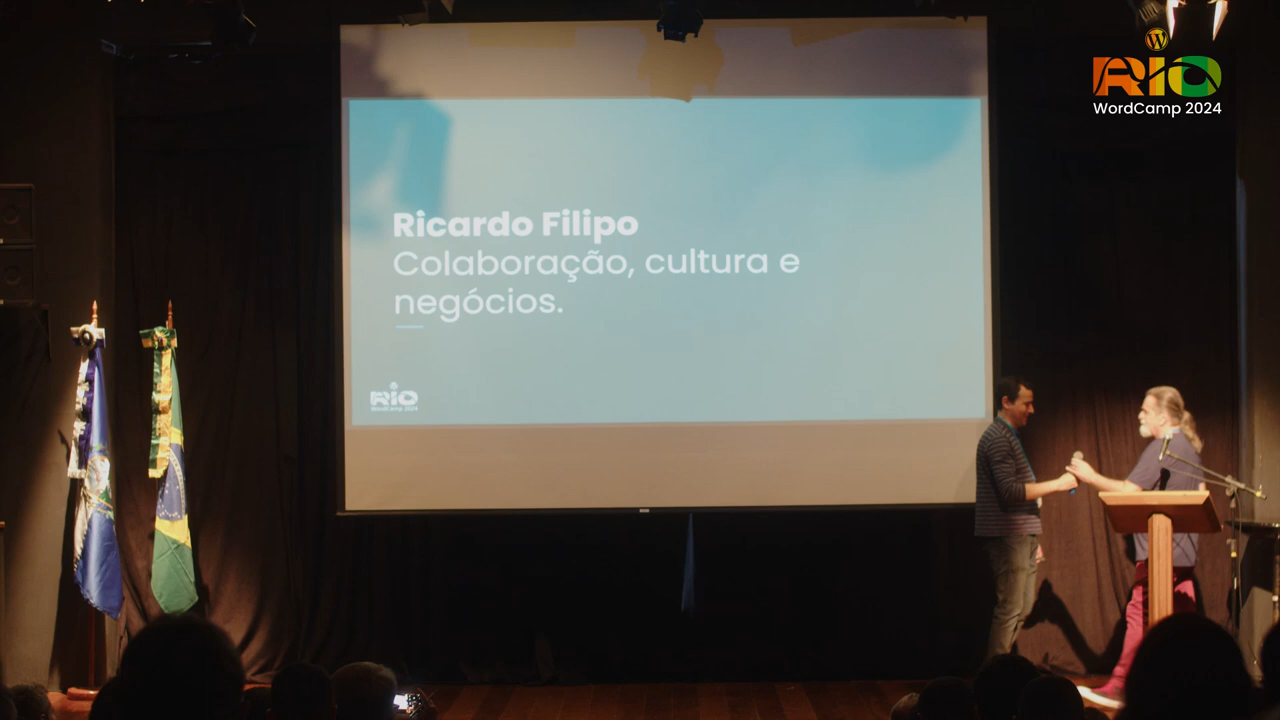 RIO
WordCamp 2024
Ricardo Filipo
Colaboração, cultura e
negócios.
RIO
WordCamp 2024